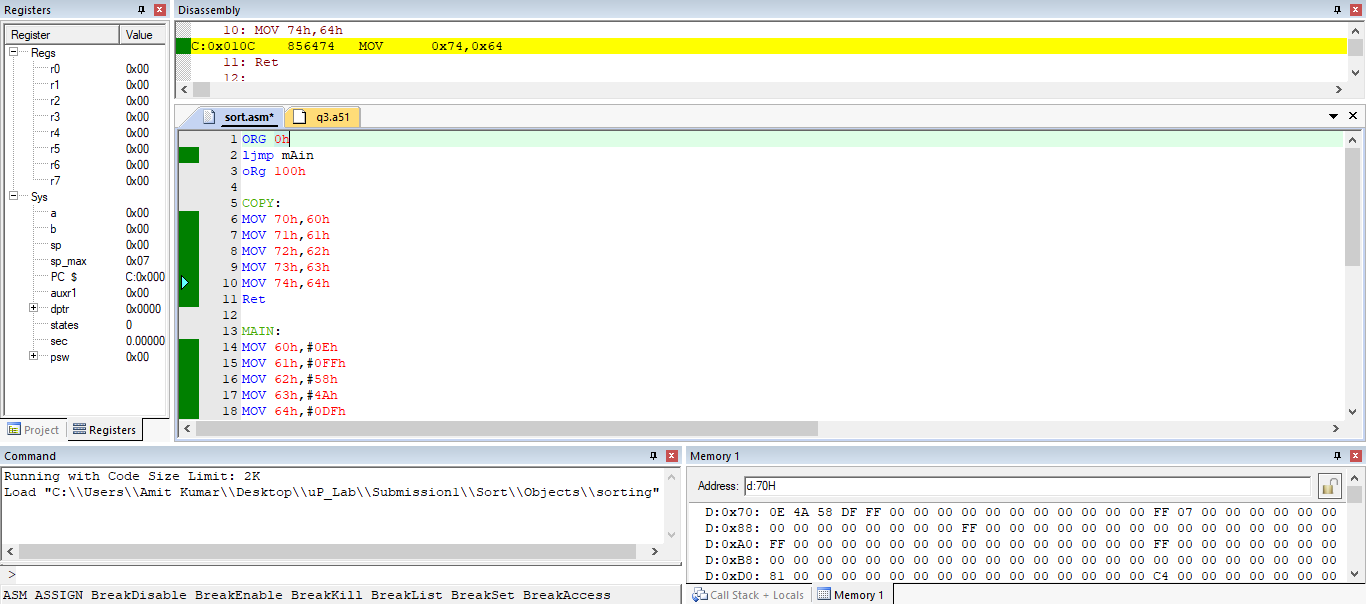 Registers
Register Value
Regs
r0 0x00
r1 0x00
r2 0x00
r3 0x00
r4 0x00
r5 0x00
r6 0x00
r7 0x00
Sys
a 0x00
b 0x00
sp 0x00
sp_max 0x07
PC $ C:0x000
auxr1 0x00
dptr 0x0000
states 0
sec 0.00000
psw 0x00
Project Registers
Disassembly
10: MOV 74h,64h
C:0x010C 856474 MOV 0x74,0x64
11: Ret
12:
sort.asm* q3.a51
1 ORG 0h
2 ljmp mAin
3 oRg 100h
4
5 COPY:
6 MOV 70h,60h
7 MOV 71h,61h
8 MOV 72h,62h
9 MOV 73h,63h
10 MOV 74h,64h
11 Ret
12
13 MAIN:
14 MOV 60h,#0Eh
15 MOV 61h,#0FFh
16 MOV 62h,#58h
17 MOV 63h,#4Ah
18 MOV 64h,#0DFh
Command
Running with Code Size Limit: 2K
Load "C:\\Users\\Amit Kumar\\Desktop\\uP_Lab\\Submission1\\Sort\\Objects\\sorting"
>
ASM ASSIGN BreakDisable BreakEnable BreakKill BreakList BreakSet BreakAccess
Memory 1
Address: d:70H
D:0x70: 0E 4A 58 DF FF 00 00 00 00 00 00 00 00 00 00 00 FF 07 00 00 00 00 00 00
D:0x88: 00 00 00 00 00 00 00 00 FF 00 00 00 00 00 00 00 00 00 00 00 00 00 00 00
D:0xA0: FF 00 00 00 00 00 00 00 00 00 00 00 00 00 00 00 FF 00 00 00 00 00 00 00
D:0xB8: 00 00 00 00 00 00 00 00 00 00 00 00 00 00 00 00 00 00 00 00 00 00 00 00
D:0xD0: 81 00 00 00 00 00 00 00 00 00 00 00 00 00 00 00 C4 00 00 00 00 00 00 00
Call Stack + Locals Memory 1